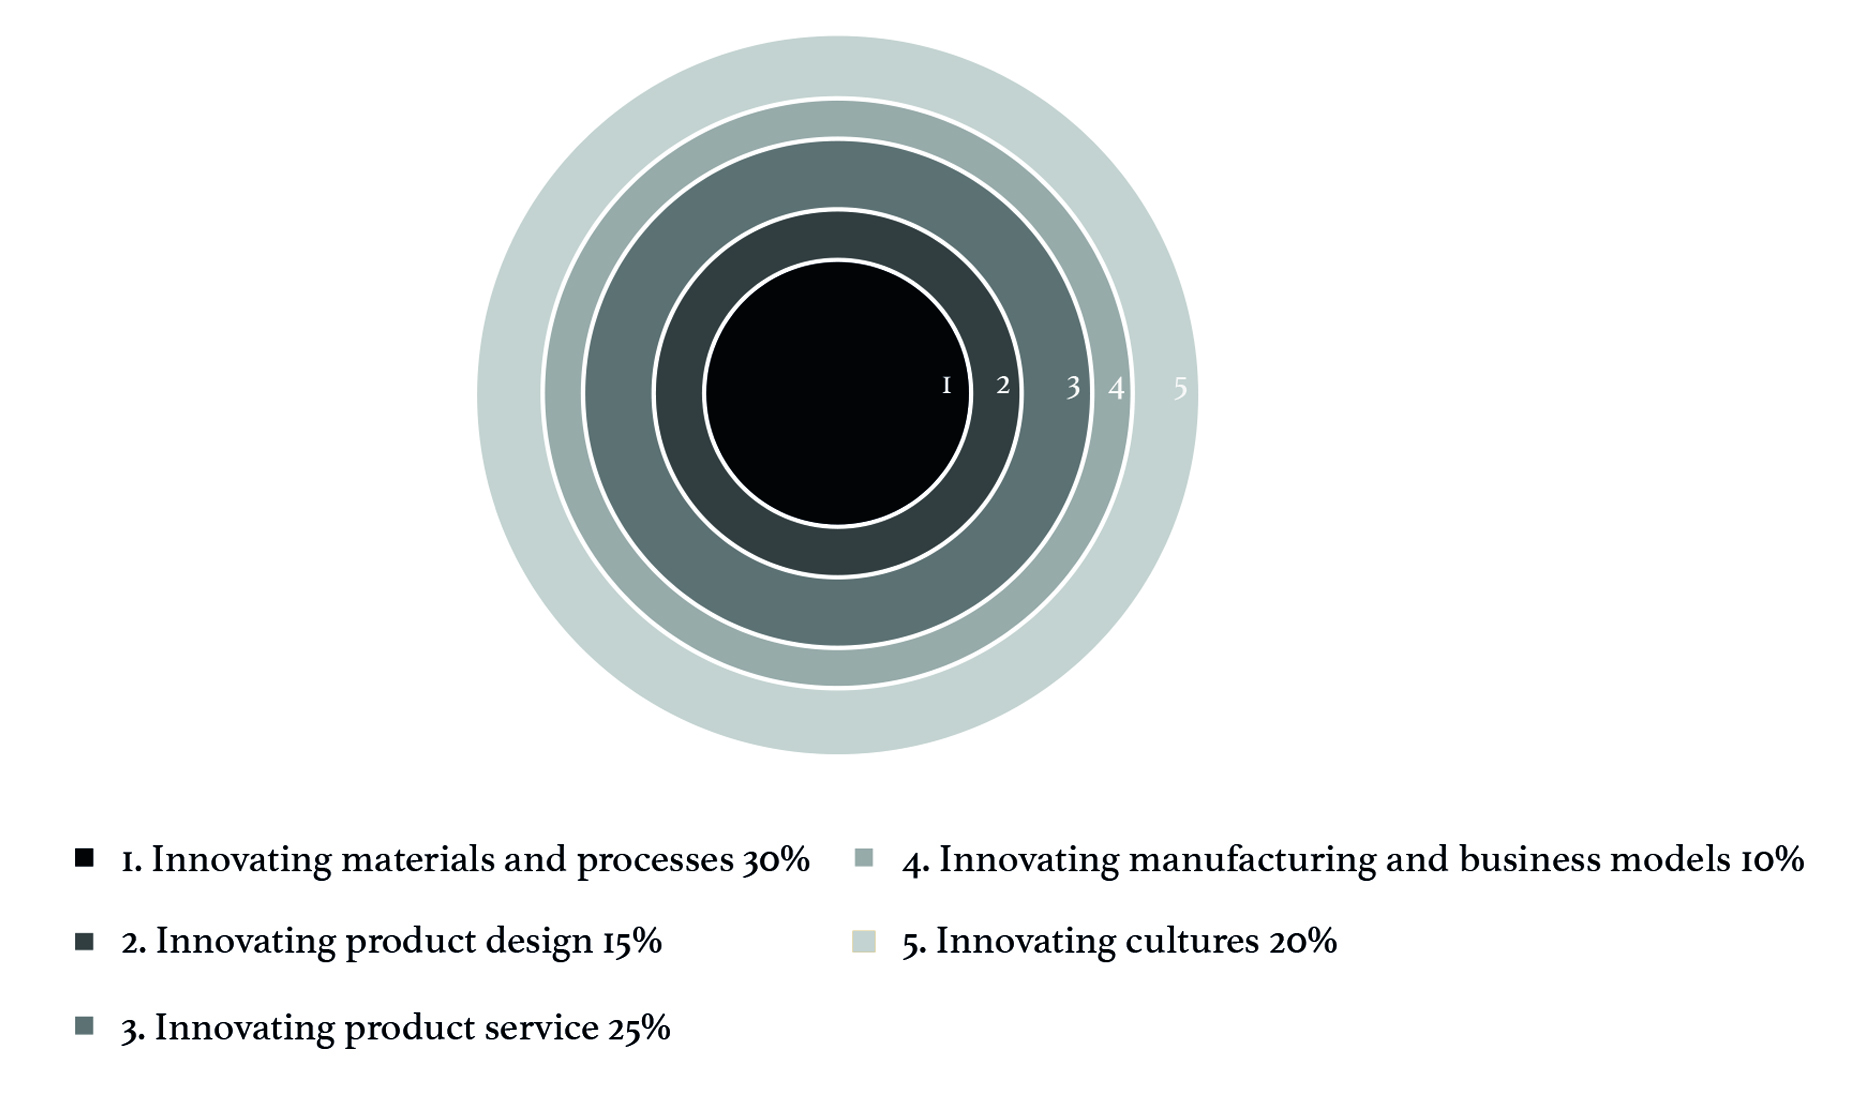 1 2 3 4 5
1. Innovating materials and processes 30%
2. Innovating product design 15%
3. Innovating product service 25%
4. Innovating manufacturing and business models 10%
5. Innovating cultures 20%